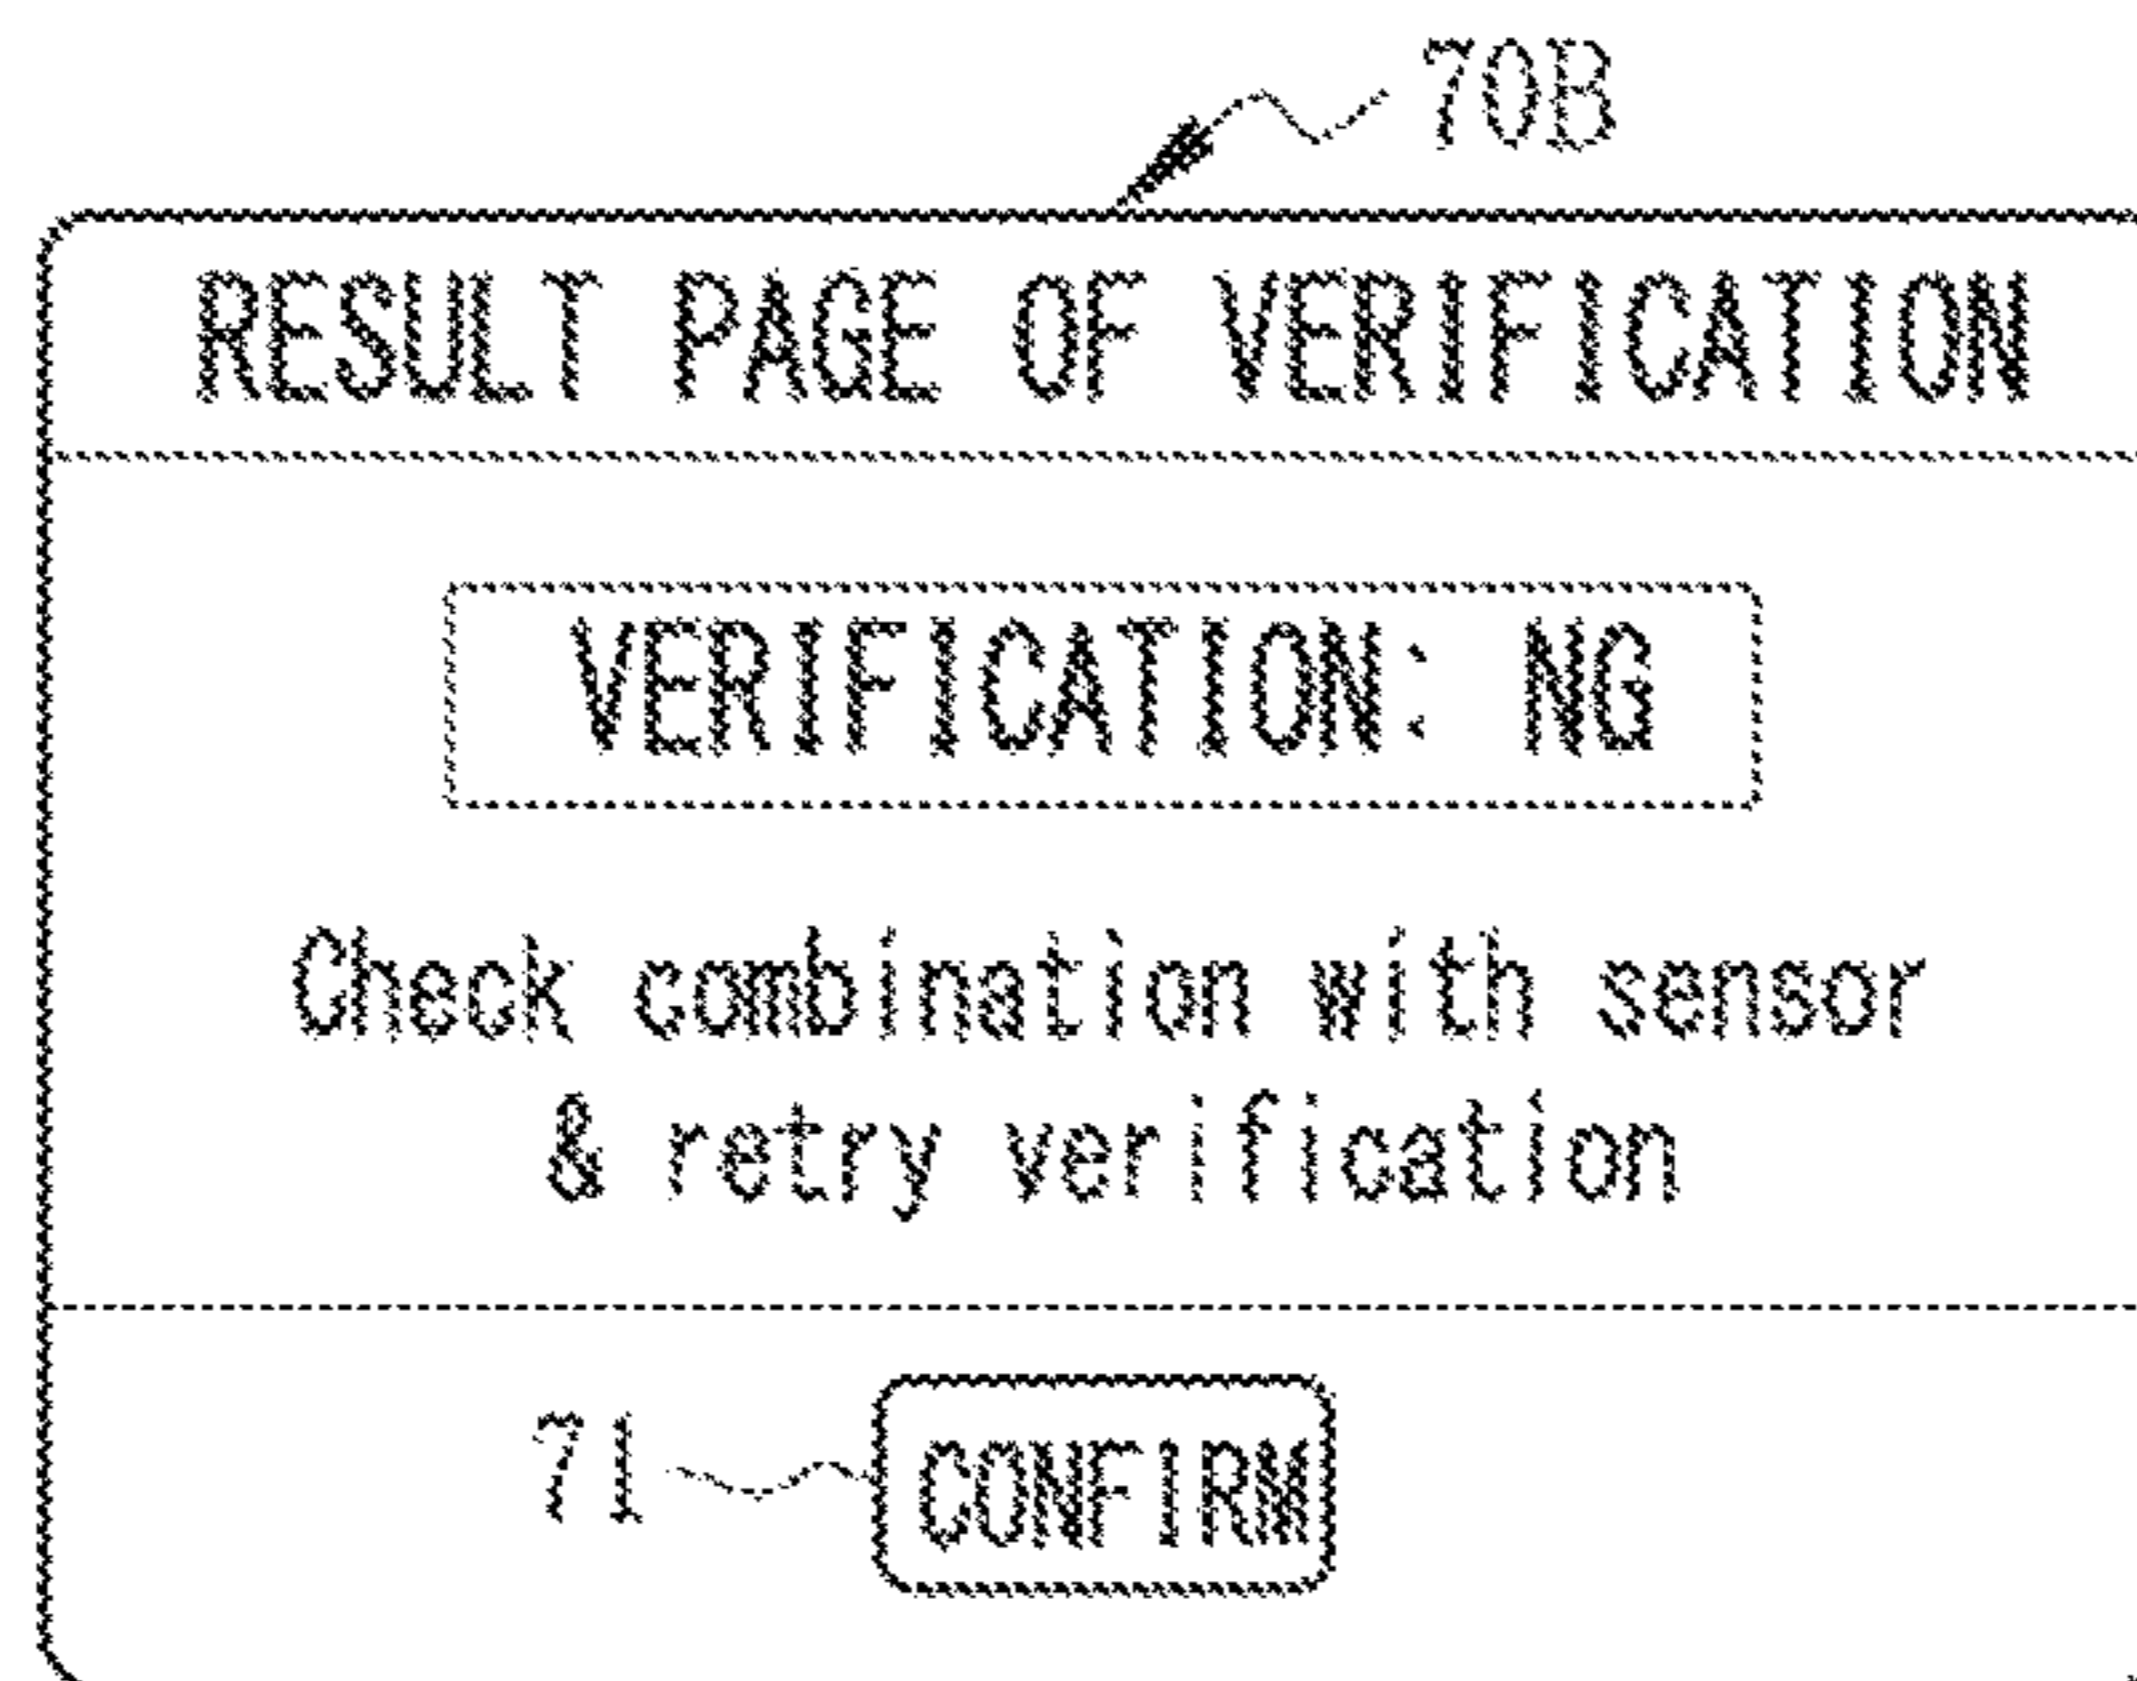 70B
RESULT PAGE OF VERIFICATION
VERIFICATION: NG
Check combination with sensor
& retry verification
71 CONFIRM